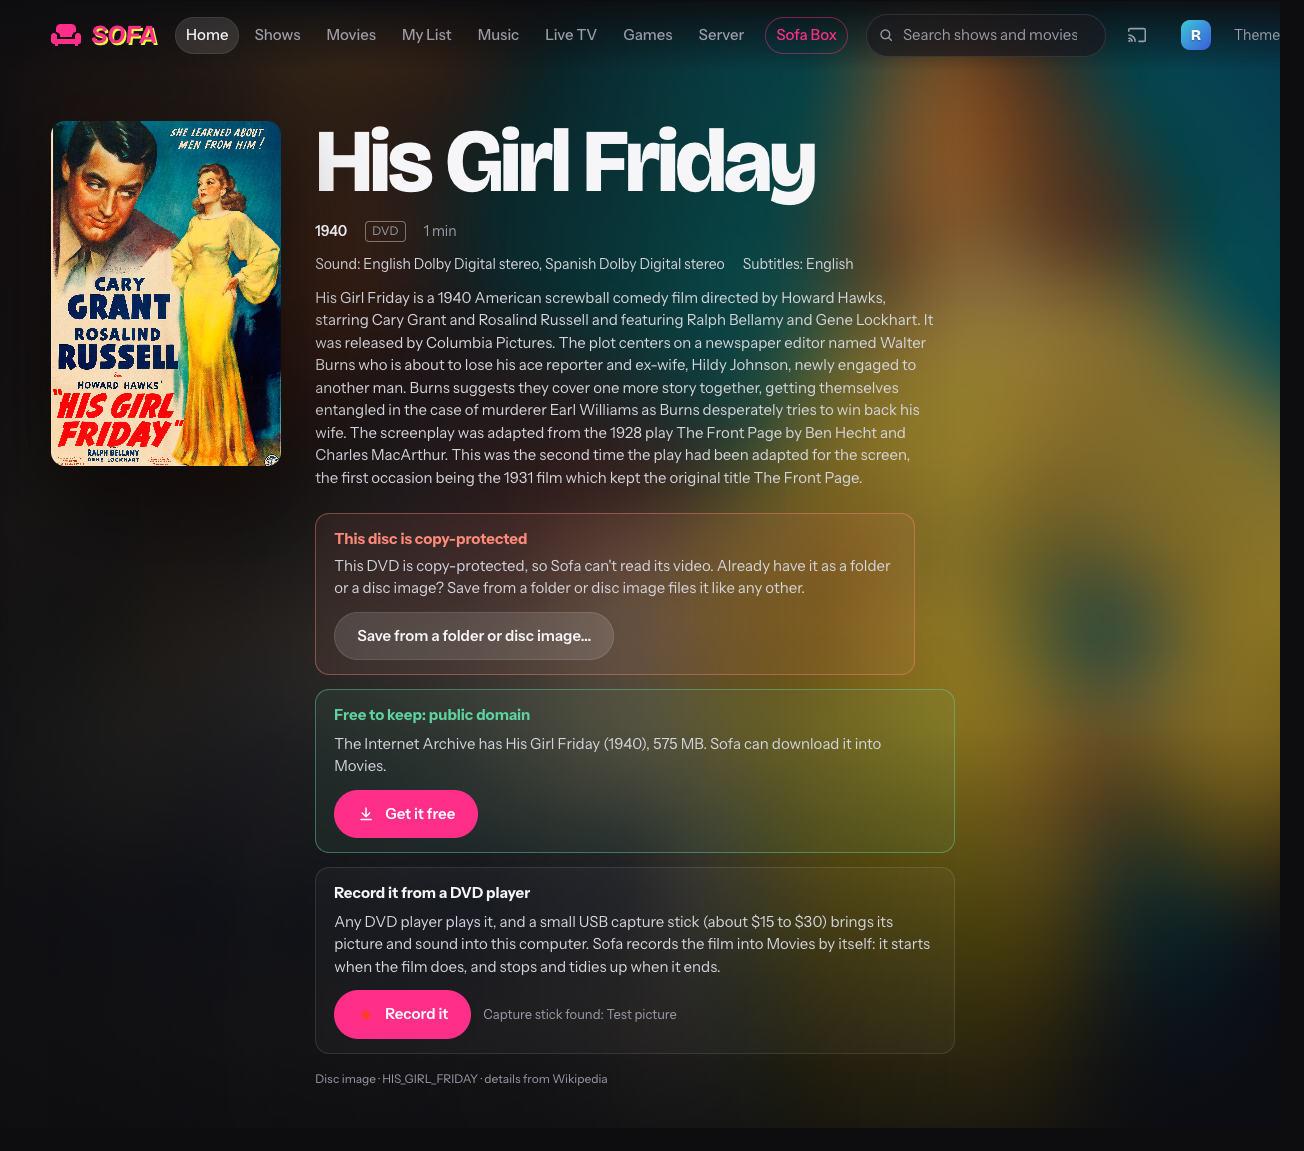 SOFA
Home
Shows
Movies
My List
Music
Live TV
Games
Server
Sofa Box
Search shows and movies
R
Theme
SHE LEARNED ABOUT
MEN FROM HIM!
CARY
GRANT
ROSALIND
RUSSELL
in
HOWARD HAWKS'
"HIS GIRL
FRIDAY"
RALPH BELLAMY
GENE LOCKHART
His Girl Friday
1940 DVD 1 min
Sound: English Dolby Digital stereo, Spanish Dolby Digital stereo Subtitles: English
His Girl Friday is a 1940 American screwball comedy film directed by Howard Hawks,
starring Cary Grant and Rosalind Russell and featuring Ralph Bellamy and Gene Lockhart. It
was released by Columbia Pictures. The plot centers on a newspaper editor named Walter
Burns who is about to lose his ace reporter and ex-wife, Hildy Johnson, newly engaged to
another man. Burns suggests they cover one more story together, getting themselves
entangled in the case of murderer Earl Williams as Burns desperately tries to win back his
wife. The screenplay was adapted from the 1928 play The Front Page by Ben Hecht and
Charles MacArthur. This was the second time the play had been adapted for the screen,
the first occasion being the 1931 film which kept the original title The Front Page.
This disc is copy-protected
This DVD is copy-protected, so Sofa can't read its video. Already have it as a folder
or a disc image? Save from a folder or disc image files it like any other.
Save from a folder or disc image...
Free to keep: public domain
The Internet Archive has His Girl Friday (1940), 575 MB. Sofa can download it into
Movies.
Get it free
Record it from a DVD player
Any DVD player plays it, and a small USB capture stick (about $15 to $30) brings its
picture and sound into this computer. Sofa records the film into Movies by itself: it starts
when the film does, and stops and tidies up when it ends.
Record it
Capture stick found: Test picture
Disc image · HIS_GIRL_FRIDAY · details from Wikipedia